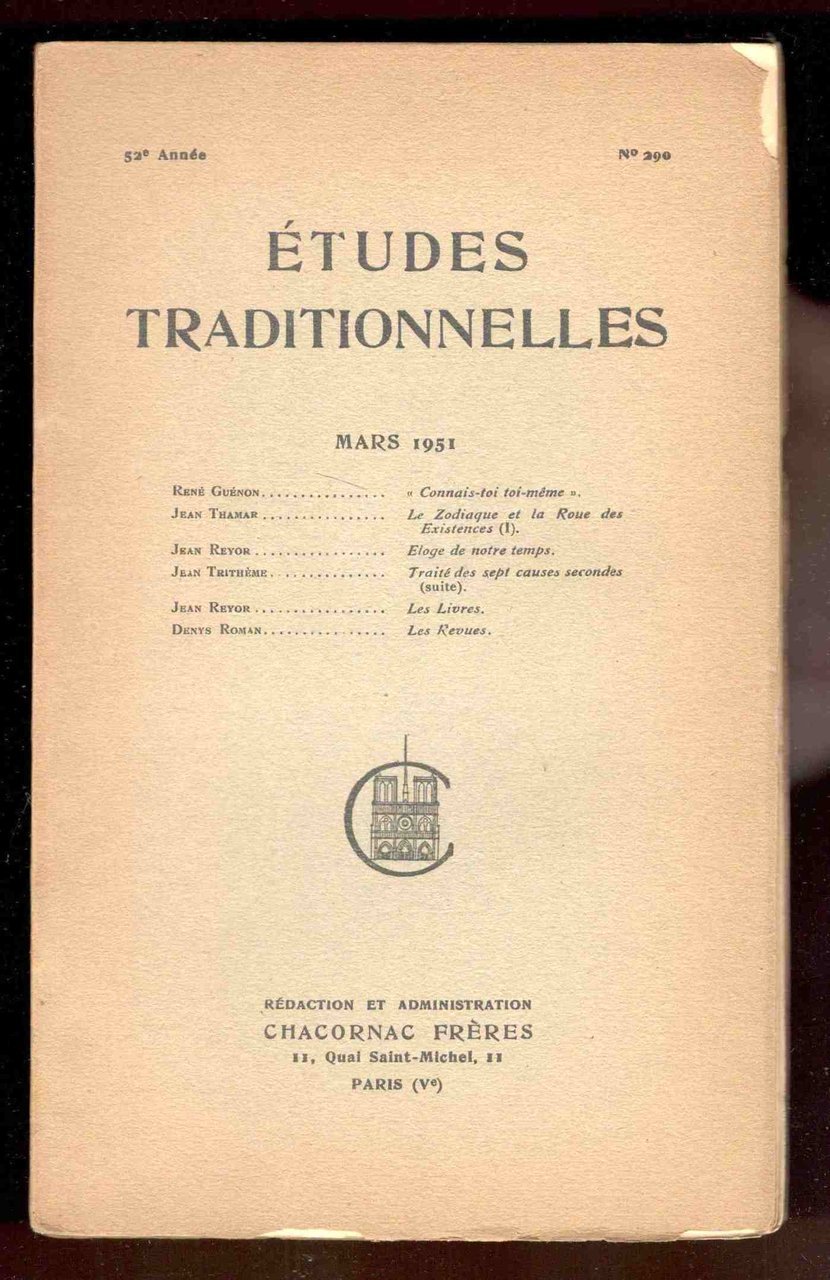 52e Année Nº 290
ÉTUDES
TRADITIONNELLES
MARS 1951
RENÉ GUÉNON................ « Connais-toi toi-même ».
JEAN THAMAR................ Le Zodiaque et la Roue des
Existences (I).
JEAN REYOR................. Eloge de notre temps.
JEAN TRITHÈME............... Traité des sept causes secondes
(suite).
JEAN REYOR................. Les Livres.
DENYS ROMAN................ Les Revues.
RÉDACTION ET ADMINISTRATION
CHACORNAC FRÈRES
11, Quai Saint-Michel, 11
PARIS (Ve)